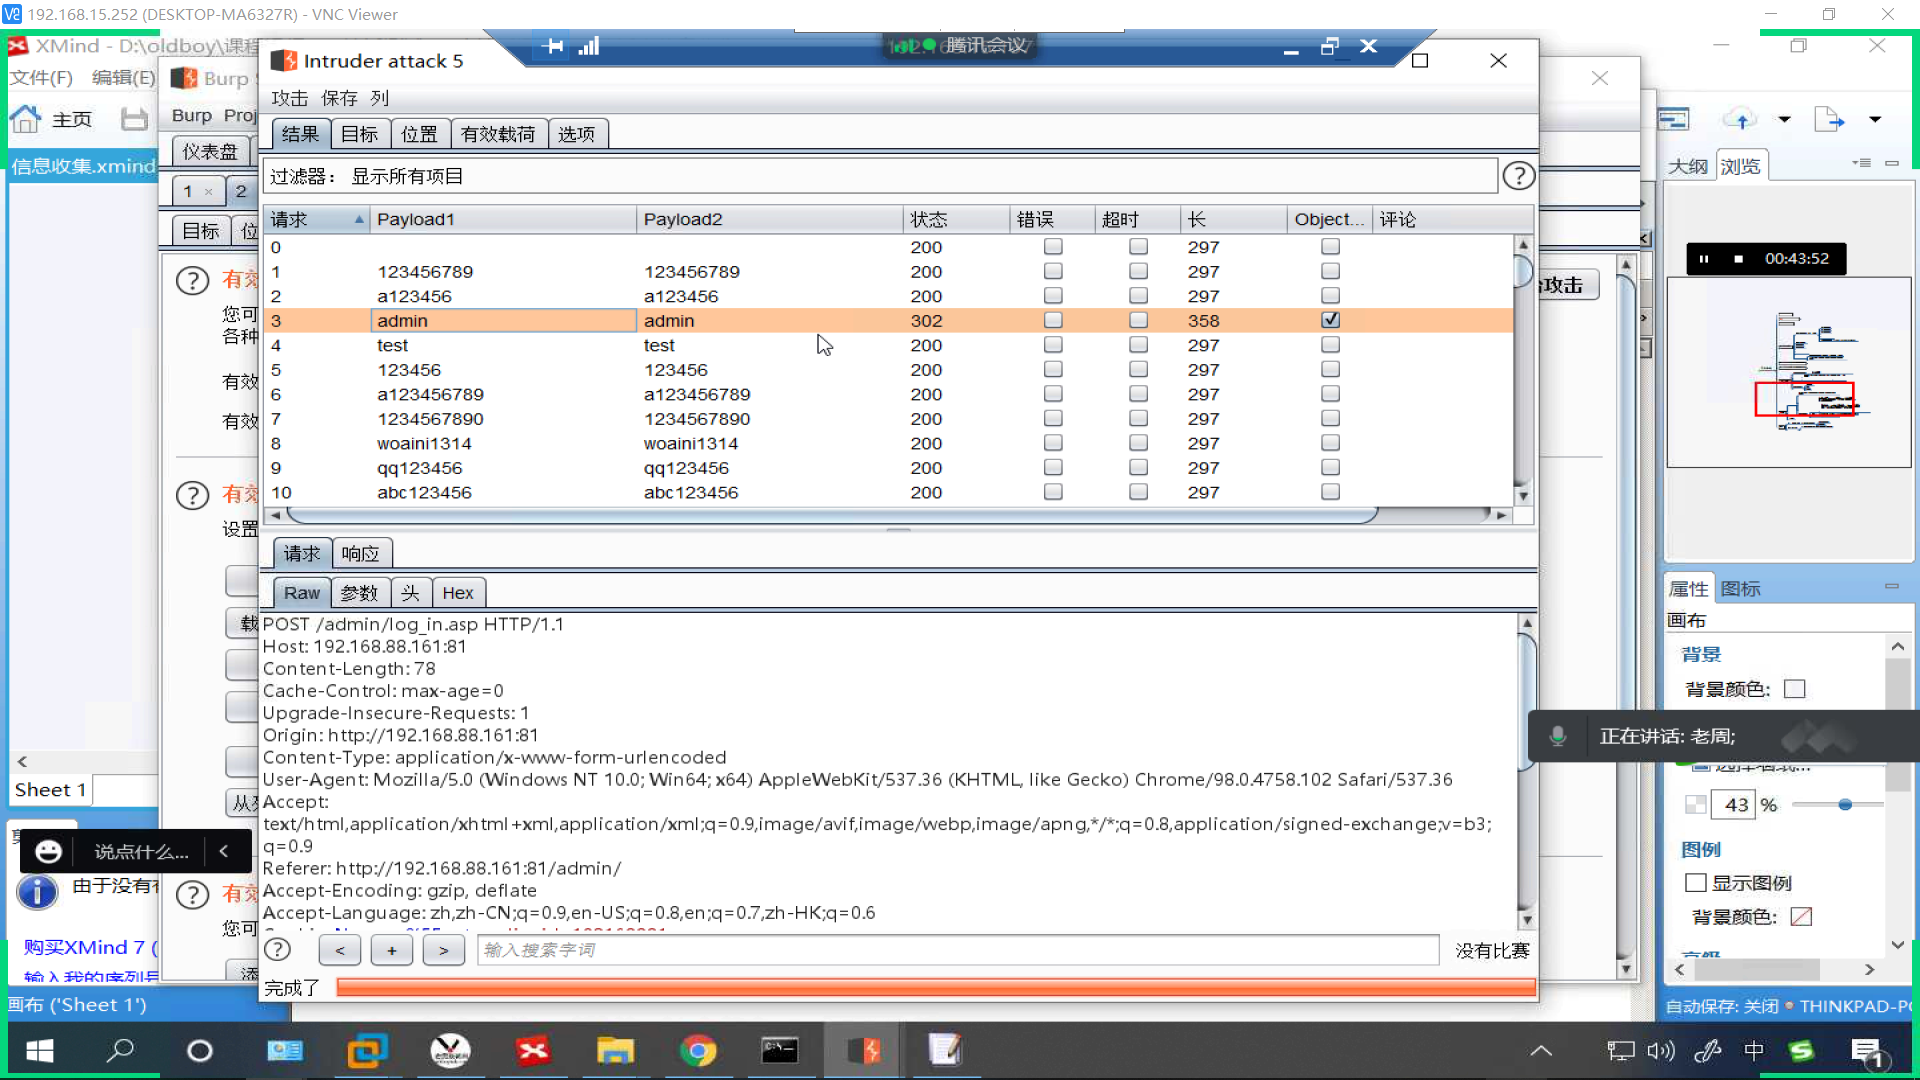 192.168.15.252 (DESKTOP-MA6327R) - VNC Viewer
XMind - D:\oldboy\课程
文件(F) 编辑(E)
主页
信息收集.xmind
Burp
Burp Proj
仪表盘
1 × 2
目标
腾讯会议
Intruder attack 5
攻击 保存 列
结果 目标 位置 有效载荷 选项
过滤器： 显示所有项目
请求 Payload1 Payload2 状态 错误 超时 长 Object... 评论
0 200 297
1 123456789 123456789 200 297
2 a123456 a123456 200 297
3 admin admin 302 358
4 test test 200 297
5 123456 123456 200 297
6 a123456789 a123456789 200 297
7 1234567890 1234567890 200 297
8 woaini1314 woaini1314 200 297
9 qq123456 qq123456 200 297
10 abc123456 abc123456 200 297
请求 响应
Raw 参数 头 Hex
POST /admin/log_in.asp HTTP/1.1
Host: 192.168.88.161:81
Content-Length: 78
Cache-Control: max-age=0
Upgrade-Insecure-Requests: 1
Origin: http://192.168.88.161:81
Content-Type: application/x-www-form-urlencoded
User-Agent: Mozilla/5.0 (Windows NT 10.0; Win64; x64) AppleWebKit/537.36 (KHTML, like Gecko) Chrome/98.0.4758.102 Safari/537.36
Accept:
text/html,application/xhtml+xml,application/xml;q=0.9,image/avif,image/webp,image/apng,*/*;q=0.8,application/signed-exchange;v=b3;
q=0.9
Referer: http://192.168.88.161:81/admin/
Accept-Encoding: gzip, deflate
Accept-Language: zh,zh-CN;q=0.9,en-US;q=0.8,en;q=0.7,zh-HK;q=0.6
< + > 输入搜索字词 没有比赛
完成了
您可
各种
有效
有效
设置
您可
攻击
Sheet 1
说点什么...
由于没有
购买XMind 7 (
输入我的序列号
画布 ('Sheet 1')
大纲 浏览
00:43:52
属性 图标
画布
背景
背景颜色:
正在讲话: 老周;
43 %
图例
显示图例
背景颜色:
自动保存: 关闭 THINKPAD-P
中
1